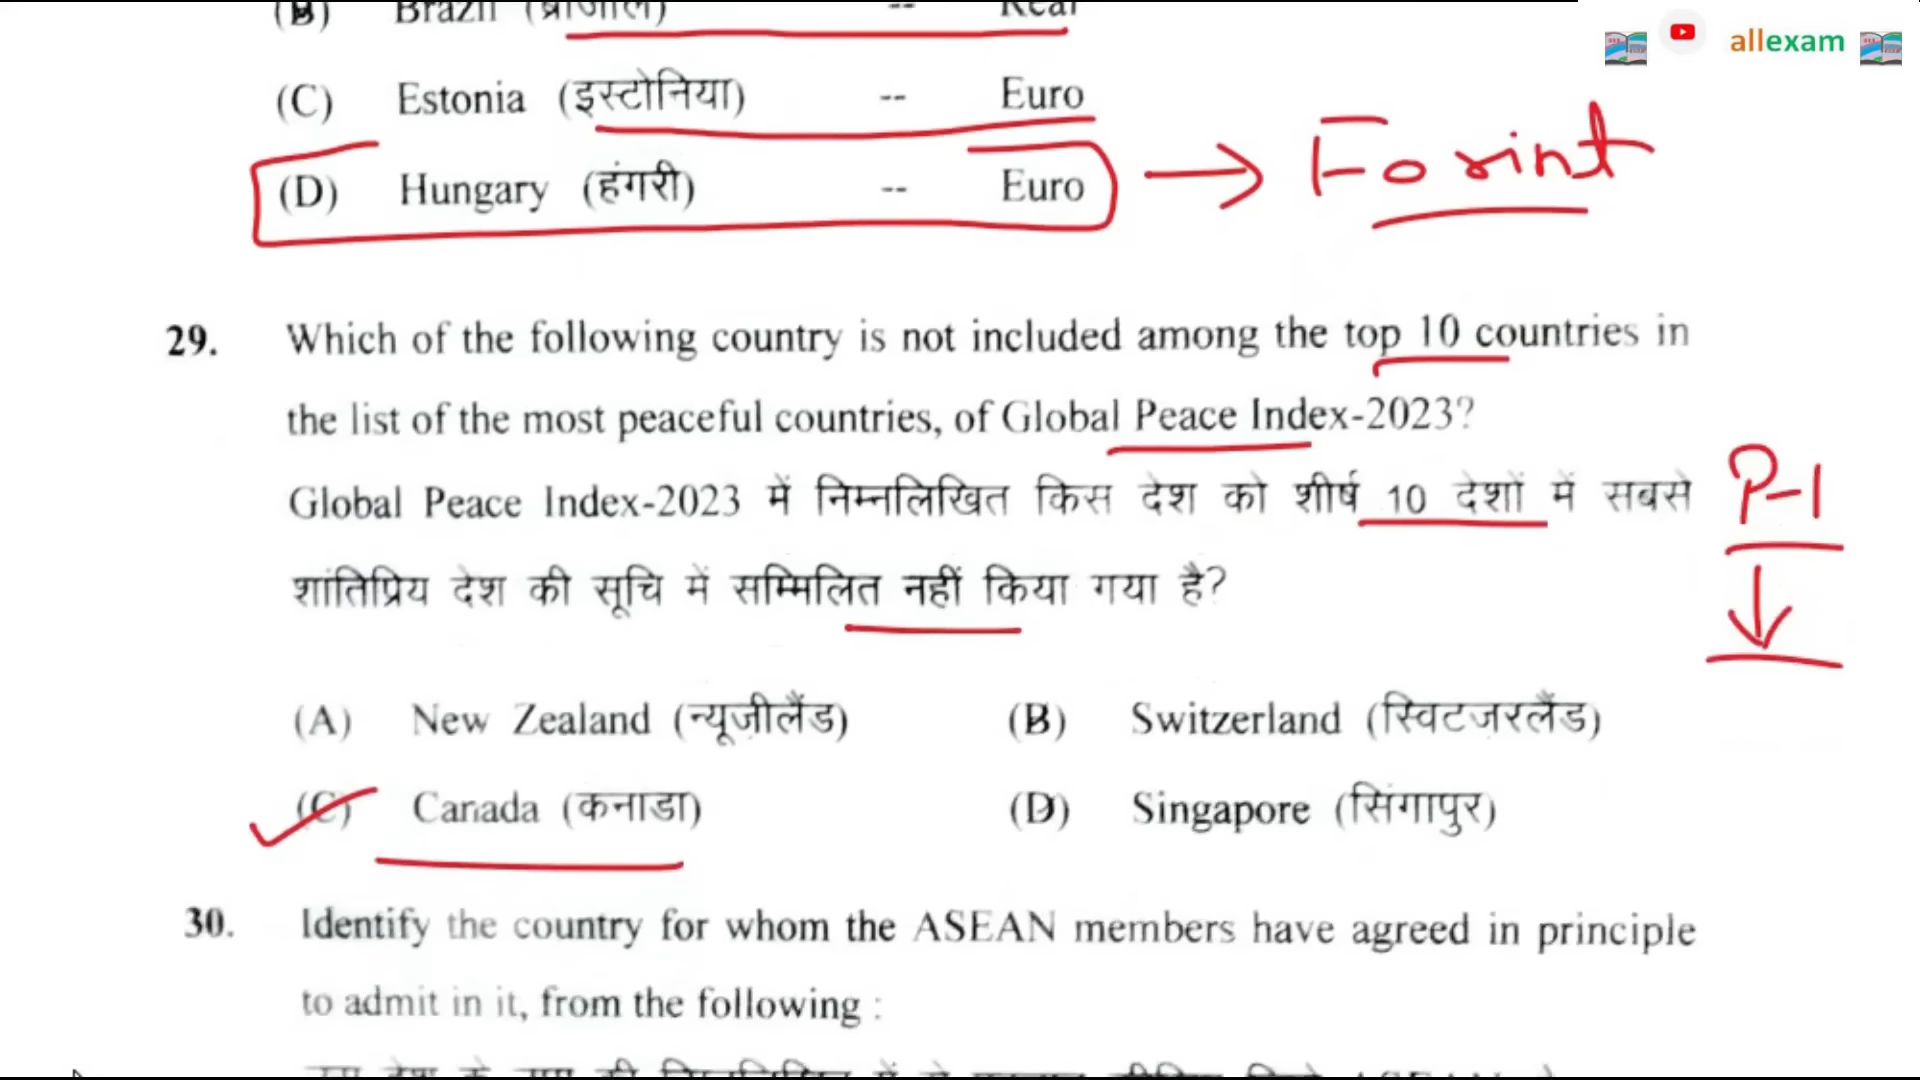 (B) Brazil (ब्राजील) -- Real
allexam
(C) Estonia (इस्टोनिया) -- Euro
(D) Hungary (हंगरी) -- Euro → Forint
29. Which of the following country is not included among the top 10 countries in
the list of the most peaceful countries, of Global Peace Index-2023?
Global Peace Index-2023 में निम्नलिखित किस देश को शीर्ष 10 देशों में सबसे
P-1
शांतिप्रिय देश की सूचि में सम्मिलित नहीं किया गया है?
(A) New Zealand (न्यूजीलैंड) (B) Switzerland (स्विटजरलैंड)
(C) Canada (कनाडा) (D) Singapore (सिंगापुर)
30. Identify the country for whom the ASEAN members have agreed in principle
to admit in it, from the following :